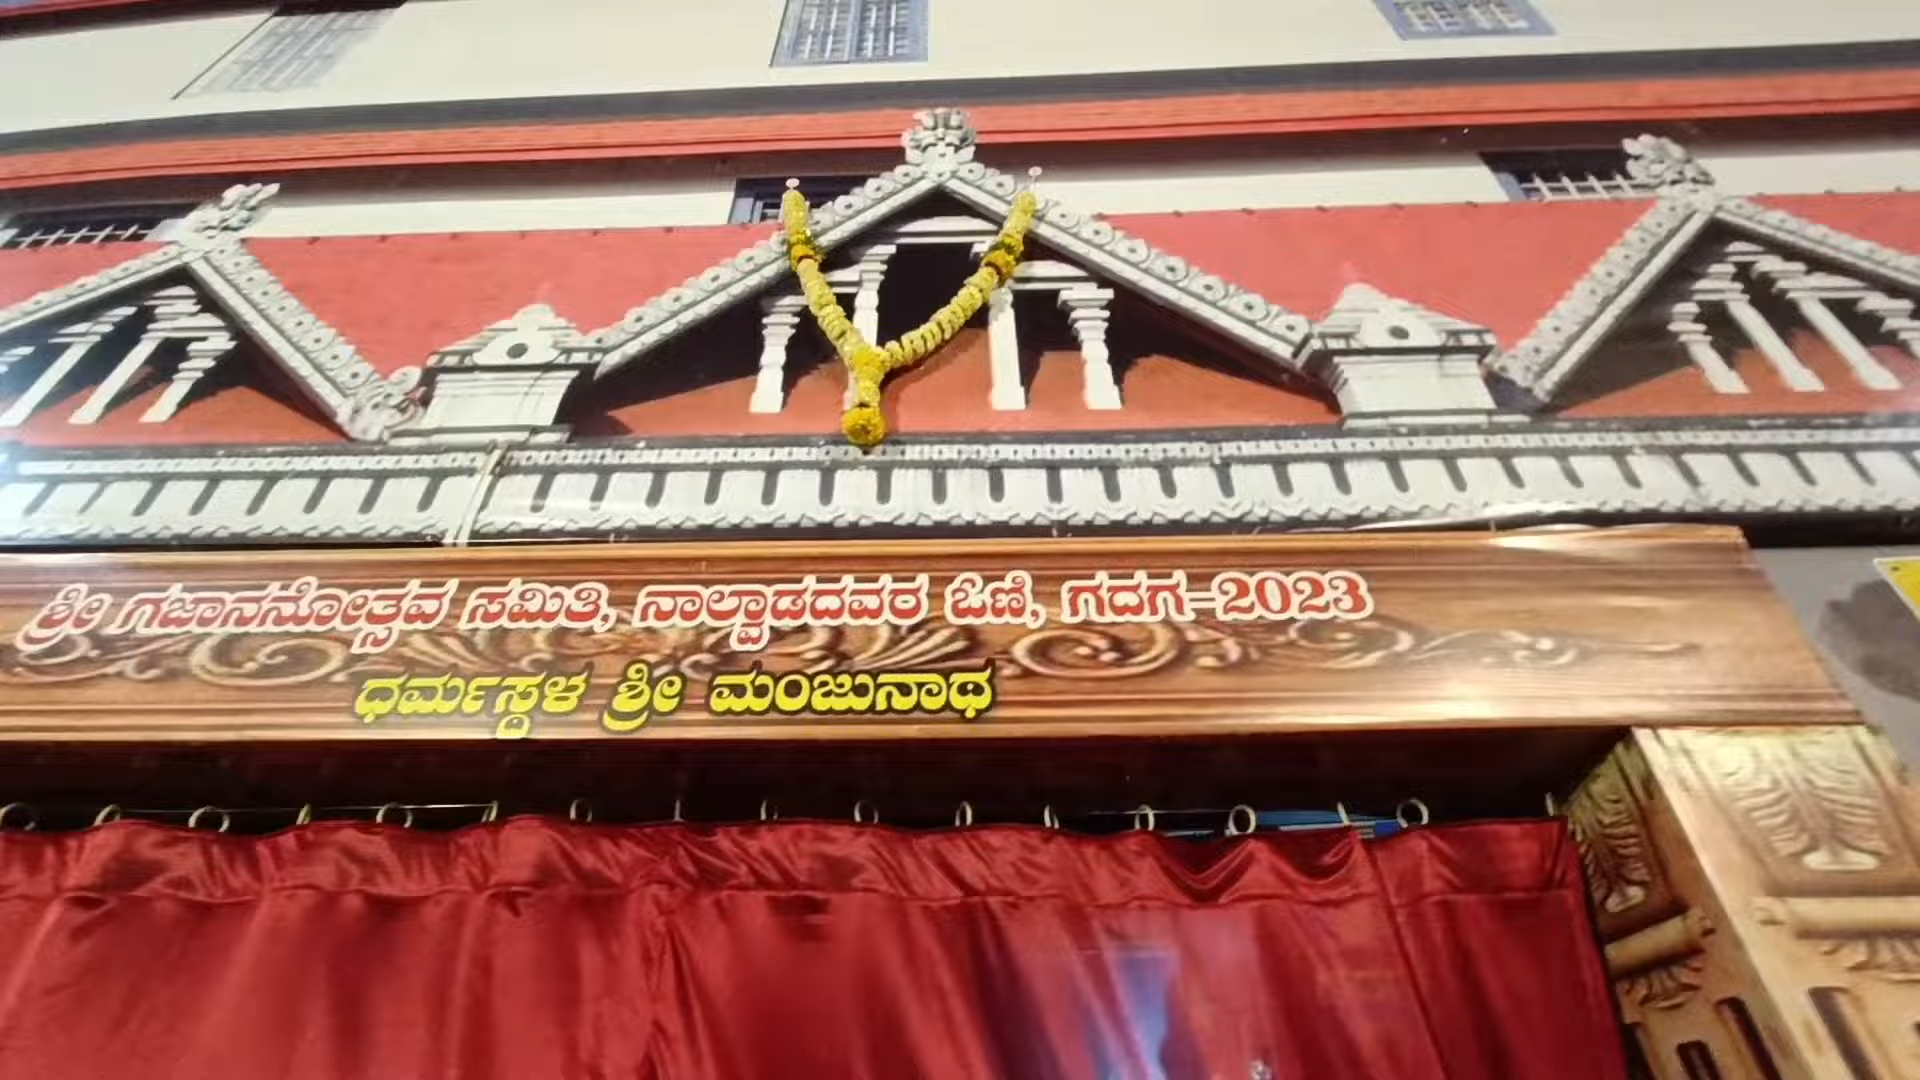 ಶ್ರೀ ಗಜಾನನೋತ್ಸವ ಸಮಿತಿ, ನಾಲ್ವಾಡದವರ ಓಣಿ, ಗದಗ-2023
ಧರ್ಮಸ್ಥಳ ಶ್ರೀ ಮಂಜುನಾಥ